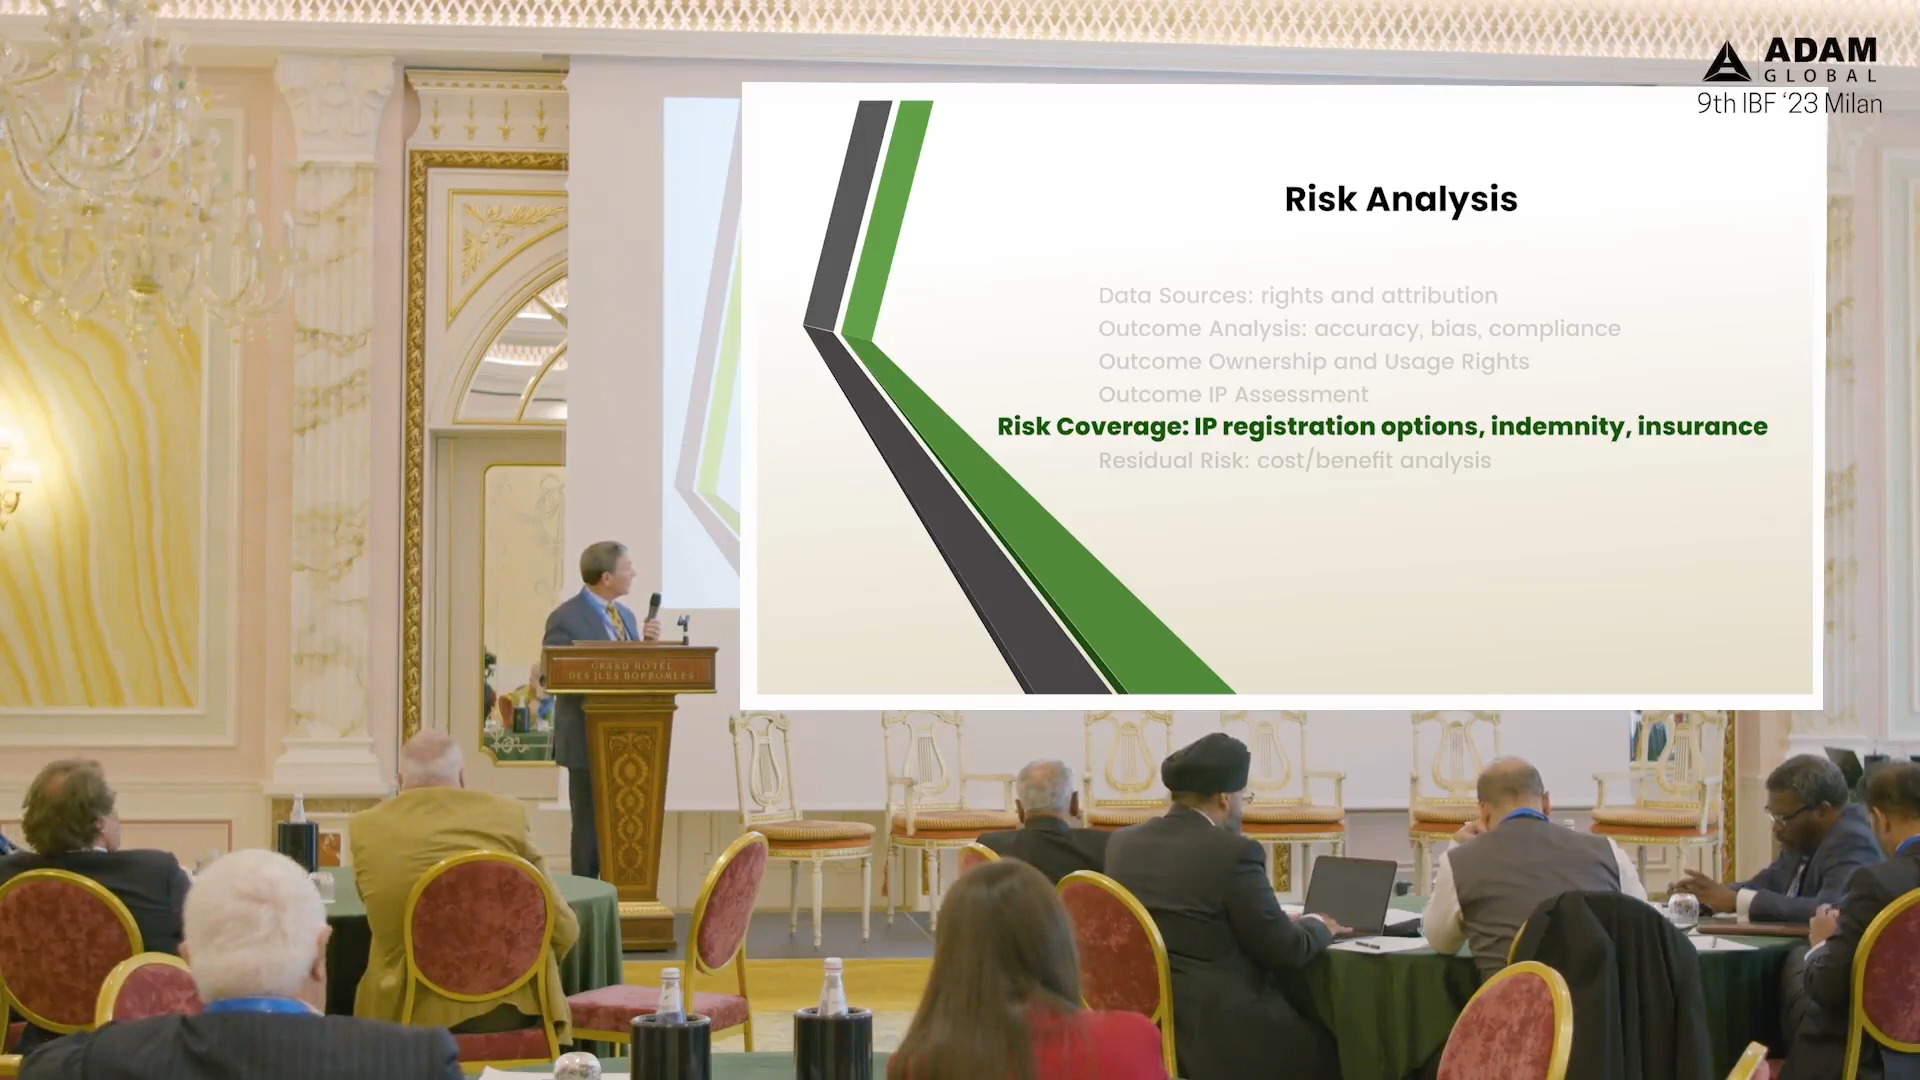 ADAM
GLOBAL
9th IBF ‘23 Milan
Risk Analysis
Data Sources: rights and attribution
Outcome Analysis: accuracy, bias, compliance
Outcome Ownership and Usage Rights
Outcome IP Assessment
Risk Coverage: IP registration options, indemnity, insurance
Residual Risk: cost/benefit analysis
GRAND HOTEL
DES ILES BORROMEES